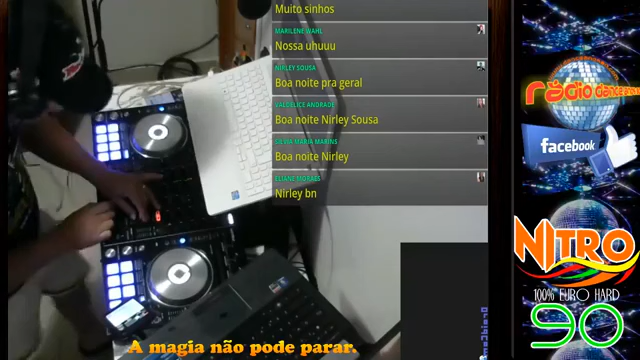 Muito sinhos
MARILENE WAHL
Nossa uhuuu
NIRLEY SOUSA
Boa noite pra geral
VALDELICE ANDRADE
Boa noite Nirley Sousa
SILVIA MARIA MARINS
Boa noite Nirley
ELIANE MORAES
Nirley bn
A magia não pode parar.
rádio dance
facebook
NITRO
100% EURO HARD
90